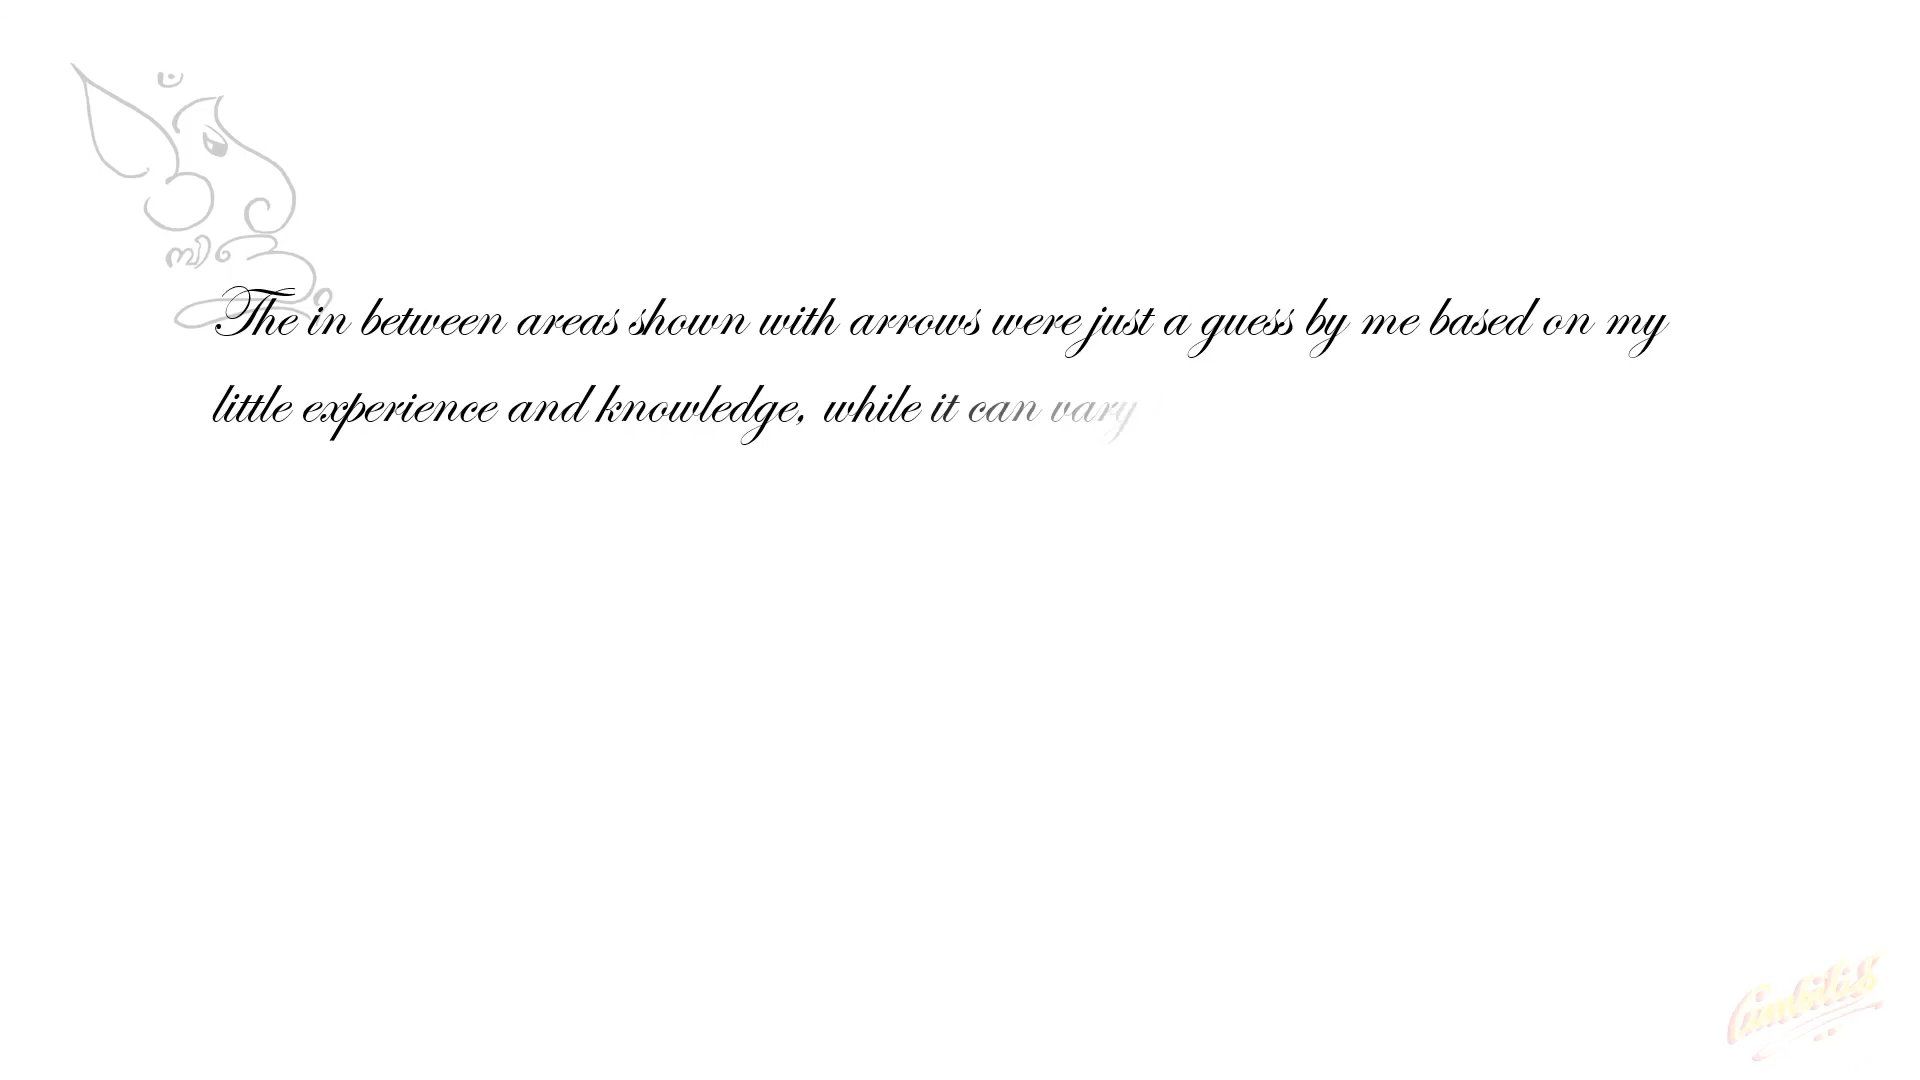 The in between areas shown with arrows were just a guess by me based on my
little experience and knowledge, while it can vary